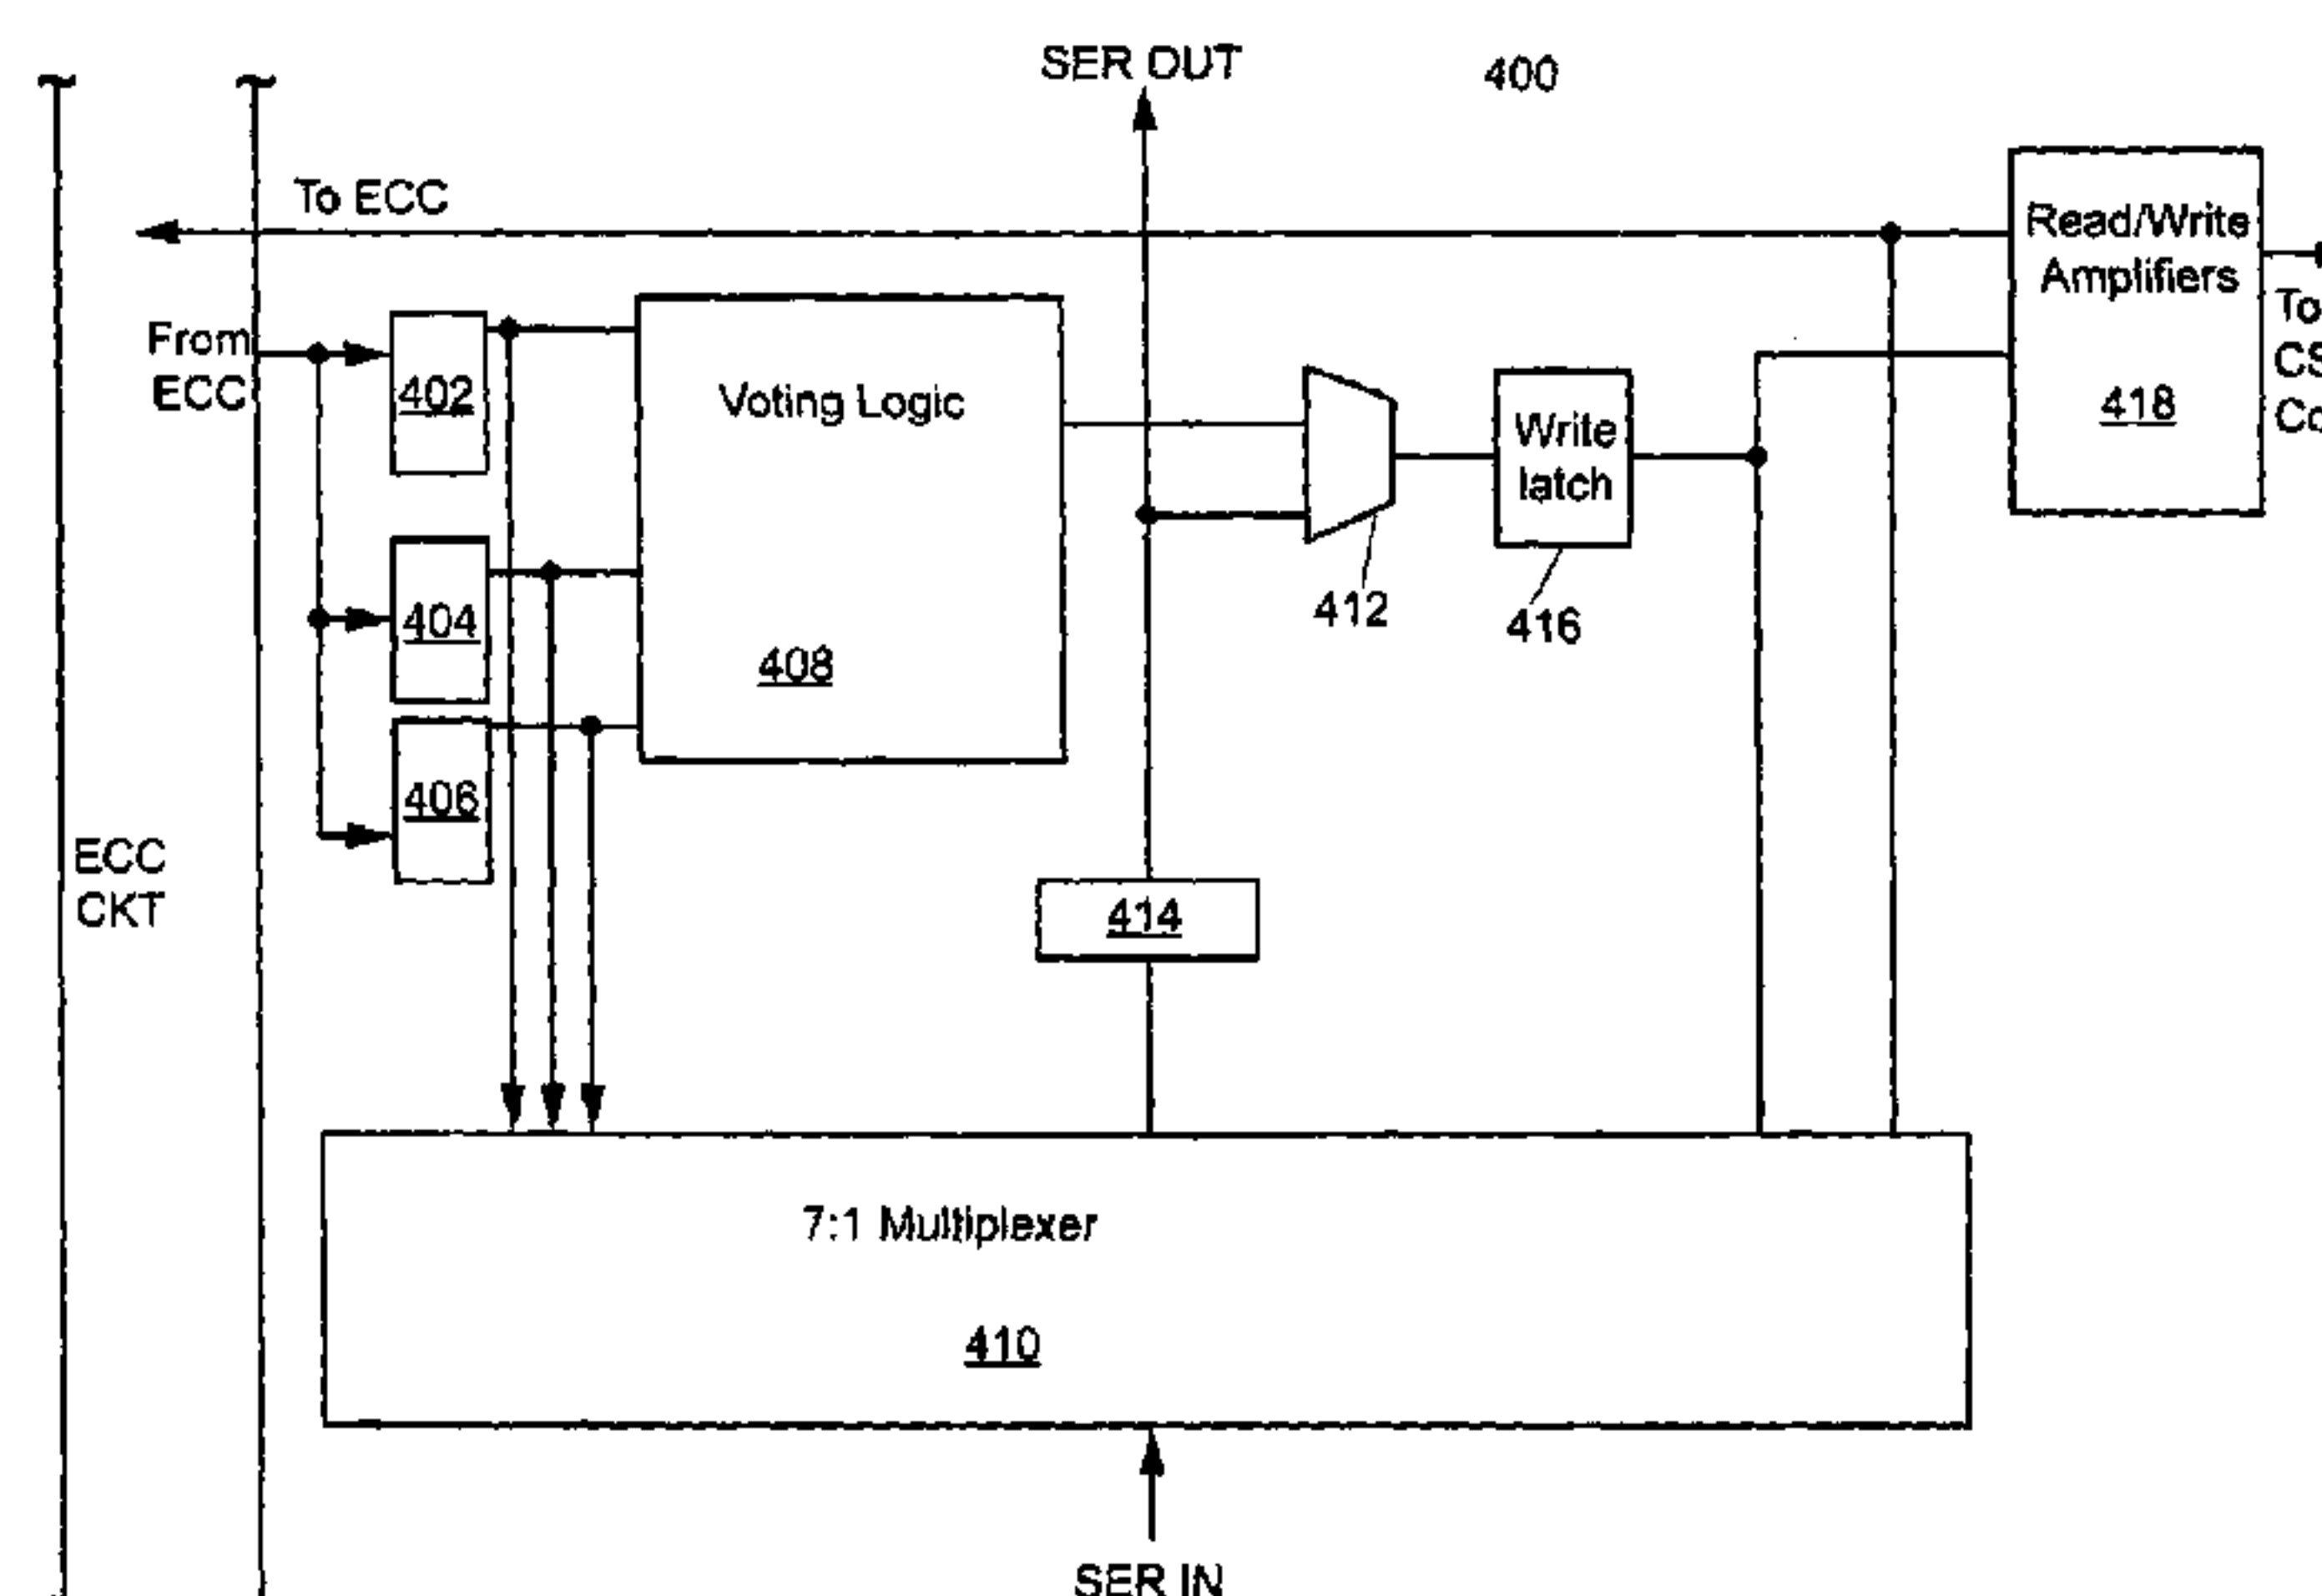 SER OUT
400
To ECC
Read/Write
Amplifiers
418
To
From
ECC
402
Voting Logic
408
Write
latch
412
416
404
406
ECC
CKT
414
7:1 Multiplexer
410
SER IN